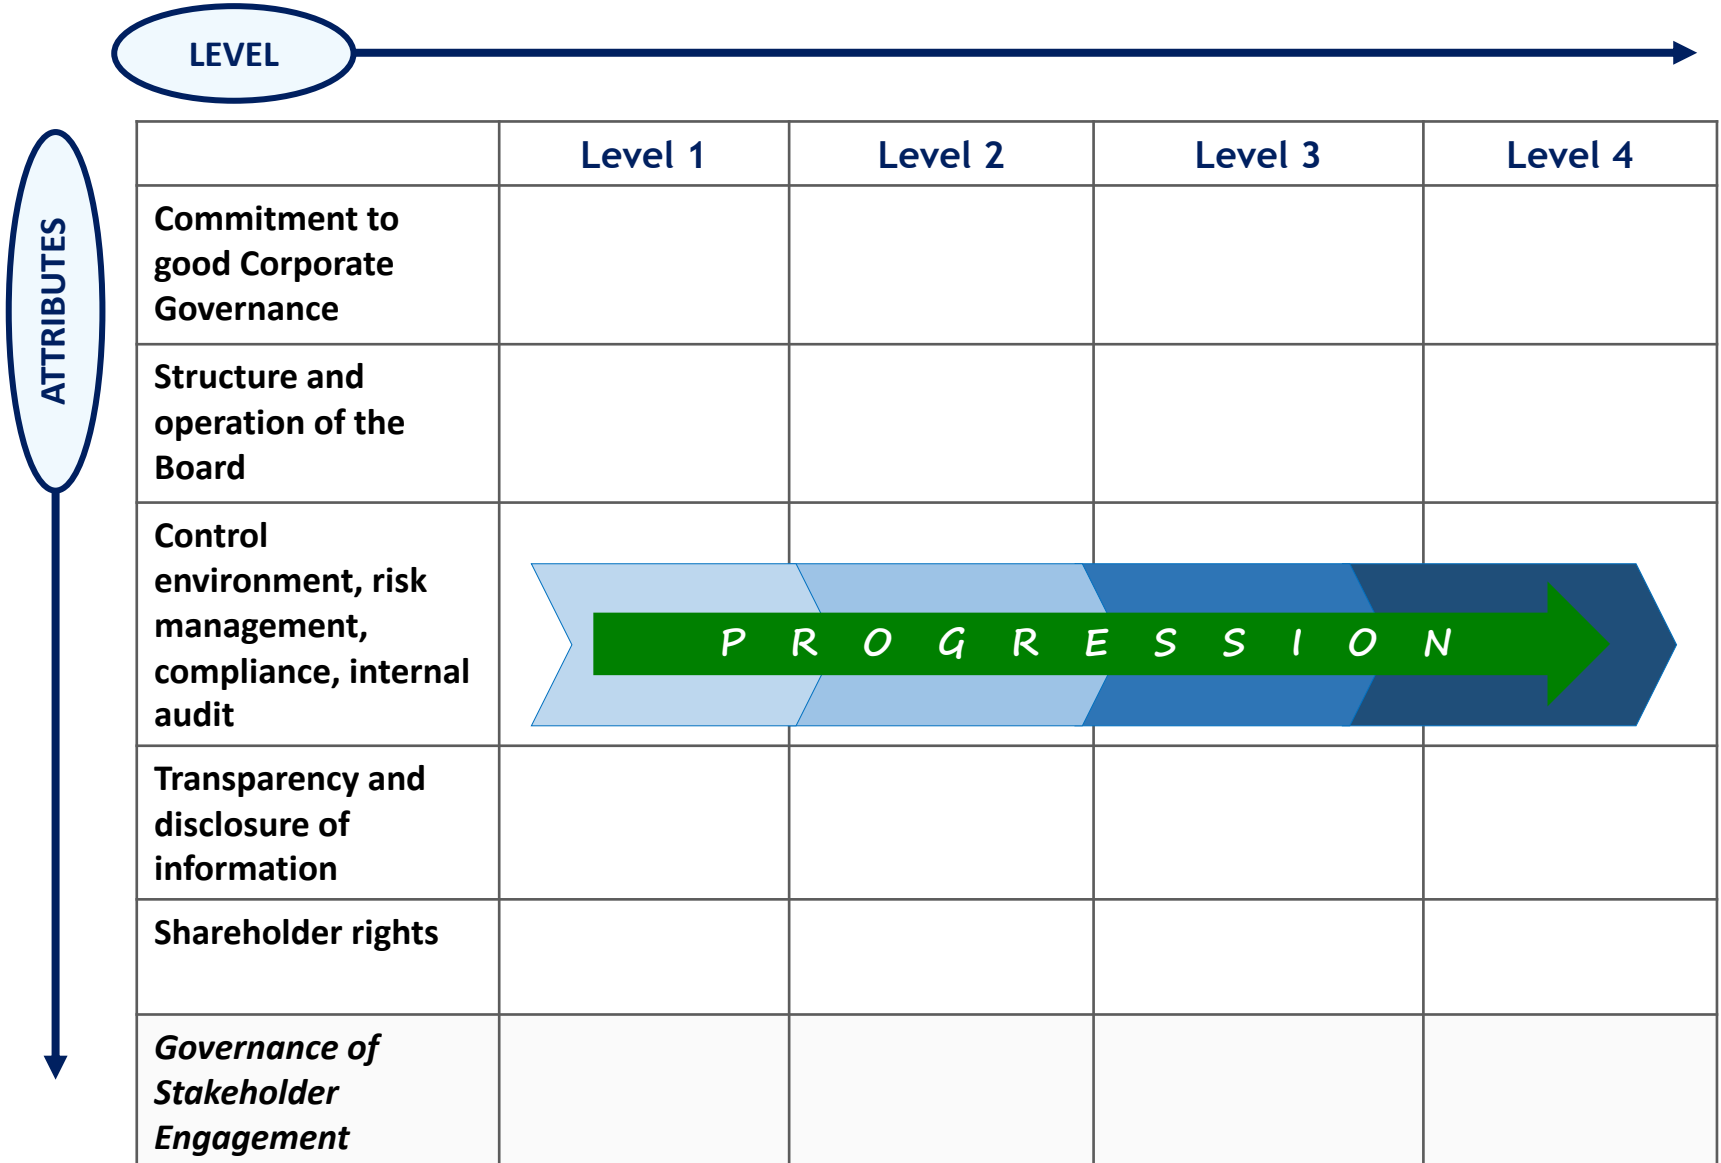 LEVEL
ATTRIBUTES
Level 1 Level 2 Level 3 Level 4
Commitment to
good Corporate
Governance
Structure and
operation of the
Board
Control
environment, risk
management,
compliance, internal
audit
PROGRESSION
Transparency and
disclosure of
information
Shareholder rights
Governance of
Stakeholder
Engagement